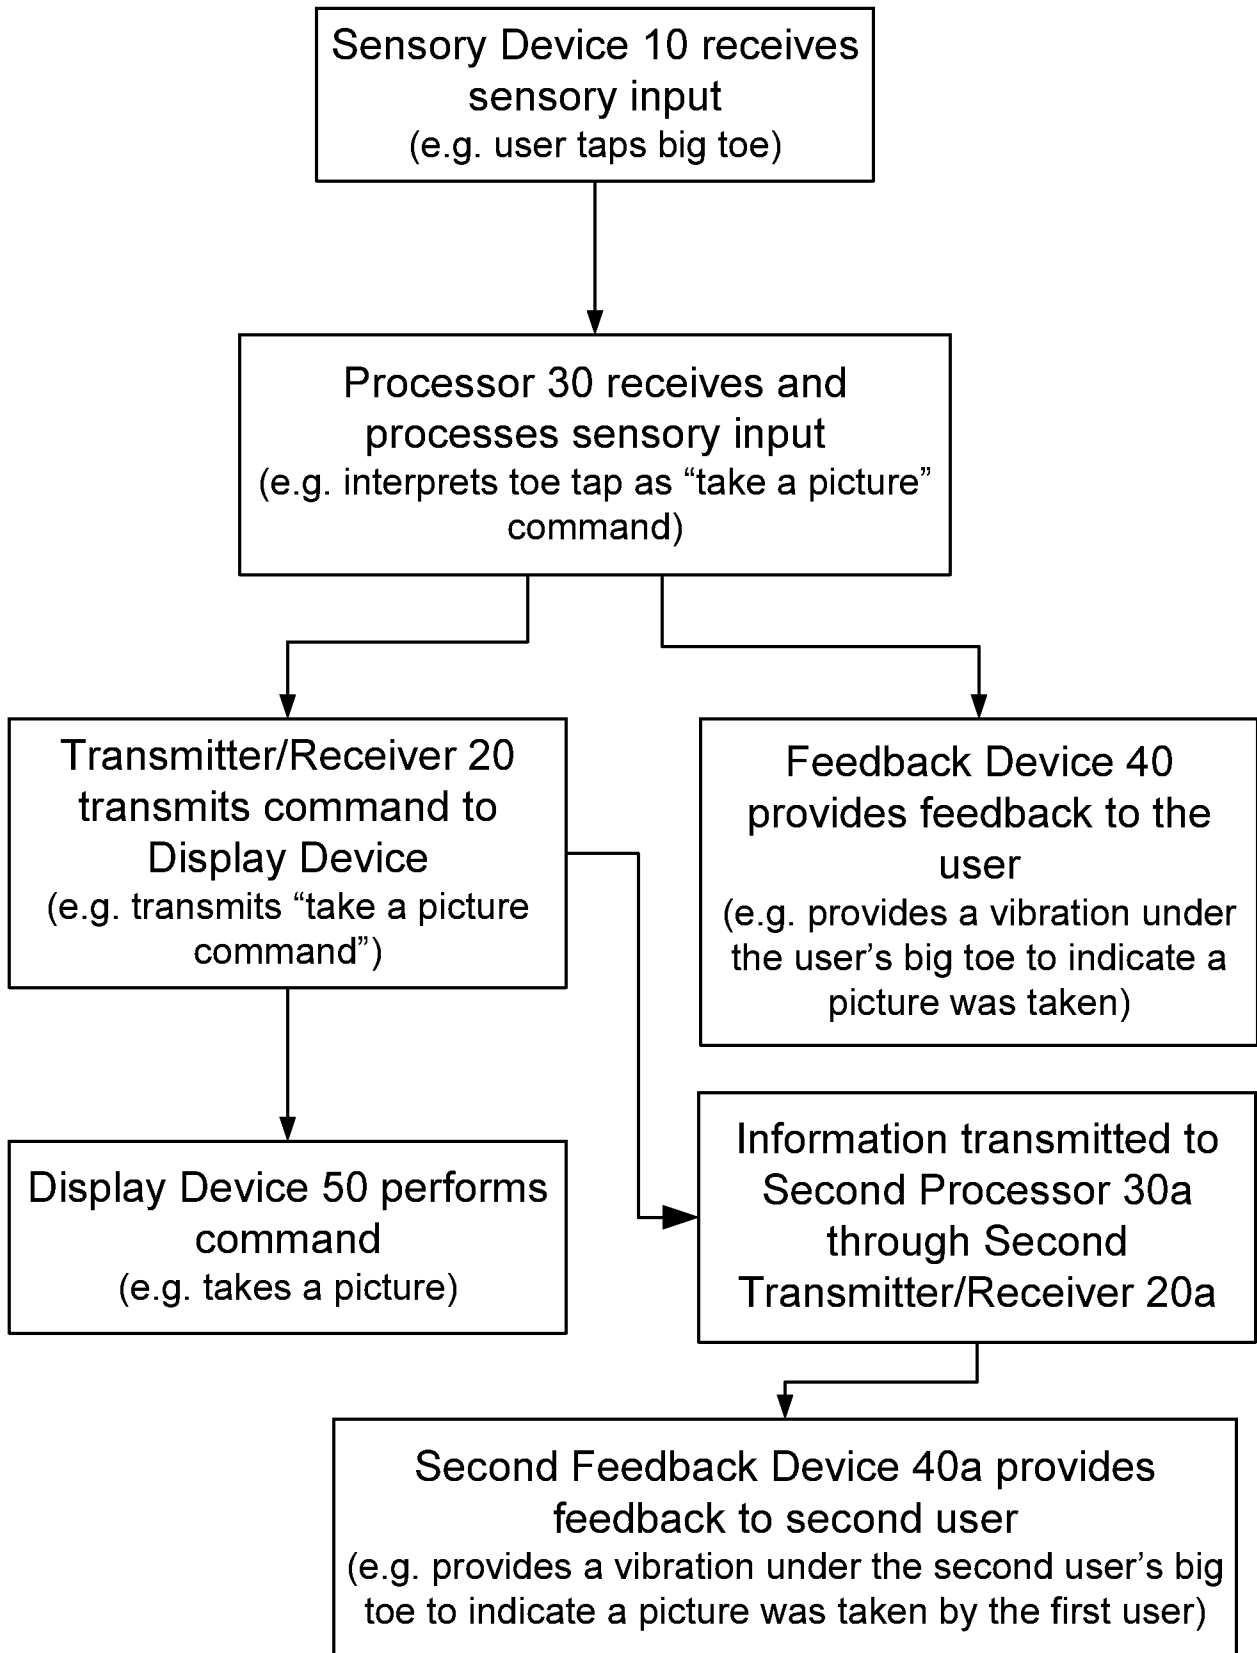 Sensory Device 10 receives
sensory input
(e.g. user taps big toe)
Processor 30 receives and
processes sensory input
(e.g. interprets toe tap as “take a picture”
command)
Transmitter/Receiver 20
transmits command to
Display Device
(e.g. transmits “take a picture
command”)
Feedback Device 40
provides feedback to the
user
(e.g. provides a vibration under
the user’s big toe to indicate a
picture was taken)
Display Device 50 performs
command
(e.g. takes a picture)
Information transmitted to
Second Processor 30a
through Second
Transmitter/Receiver 20a
Second Feedback Device 40a provides
feedback to second user
(e.g. provides a vibration under the second user’s big
toe to indicate a picture was taken by the first user)